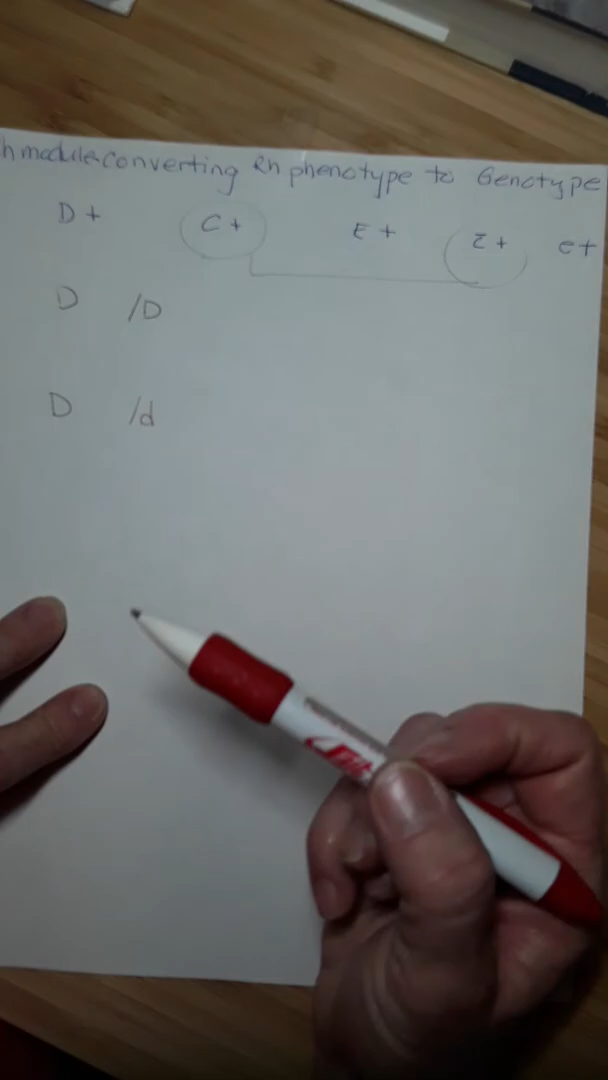 h module converting Rh phenotype to Genotype
D+ C+ E+ c+ e+
D /D
D /d